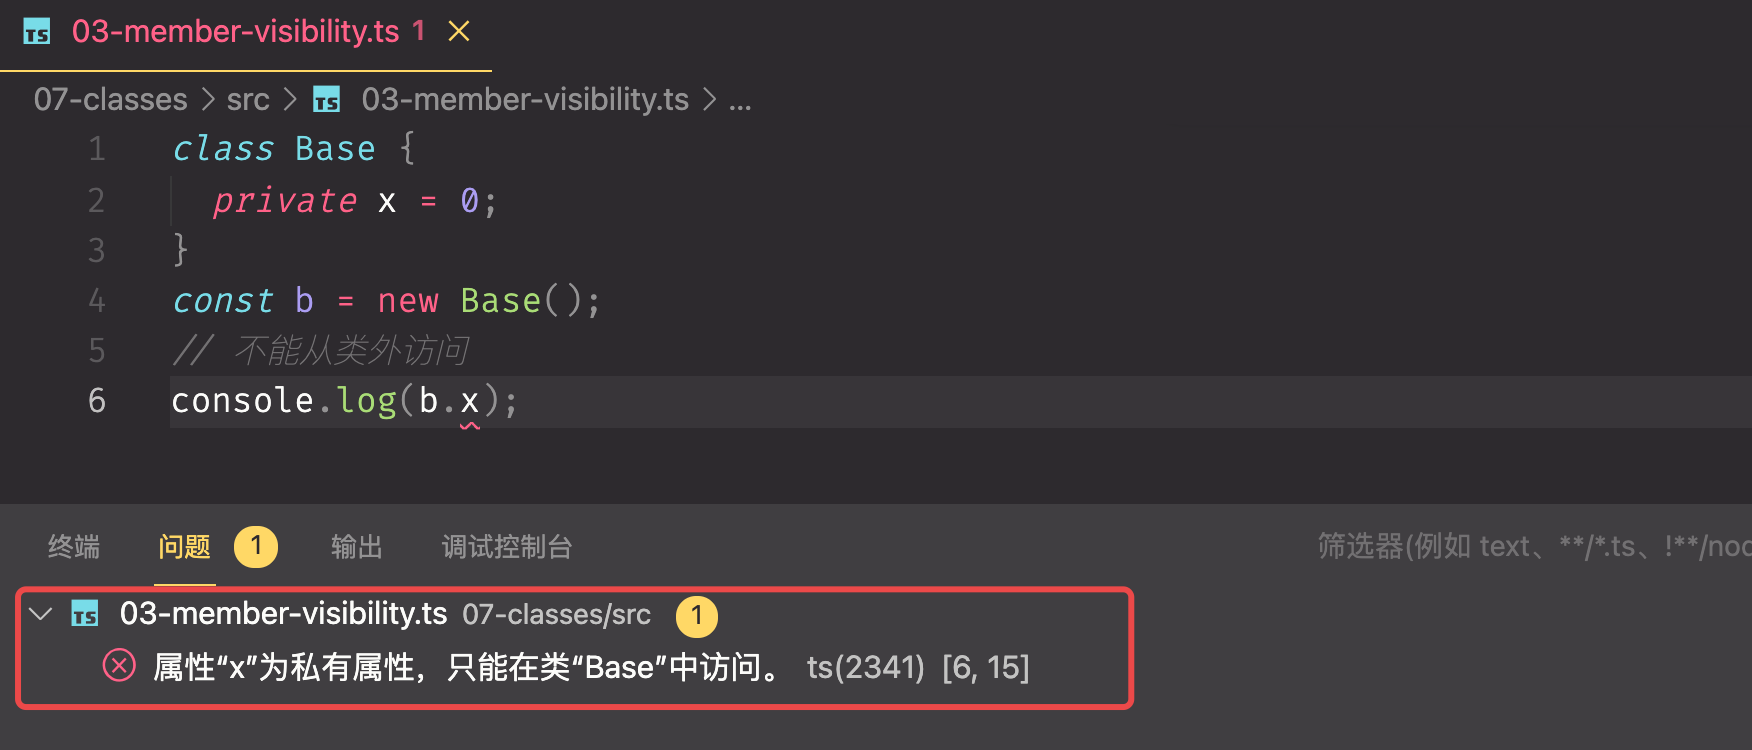 TS 03-member-visibility.ts 1
07-classes > src > TS 03-member-visibility.ts > ...
1 class Base {
2 private x = 0;
3 }
4 const b = new Base();
5 // 不能从类外访问
6 console.log(b.x);
终端 问题 1 输出 调试控制台 筛选器(例如 text、**/*.ts、!**/noc
TS 03-member-visibility.ts 07-classes/src 1
属性“x”为私有属性，只能在类“Base”中访问。 ts(2341) [6, 15]